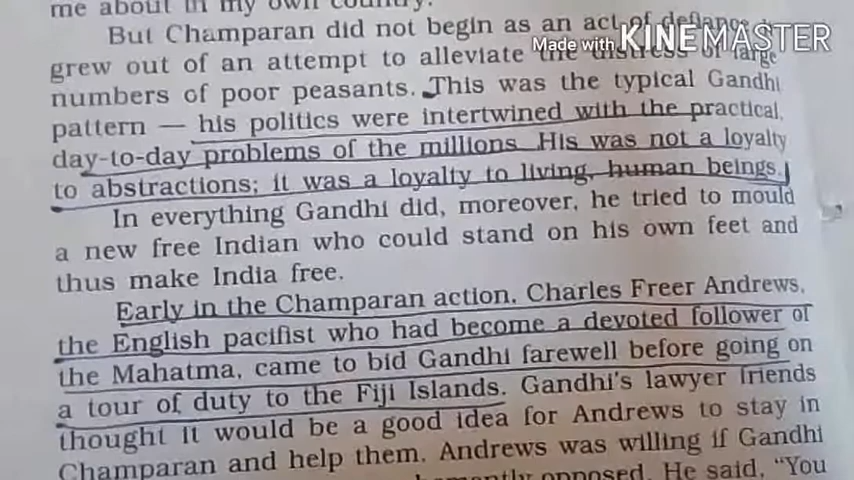 me about in my own country.
But Champaran did not begin as an act of defiance. It
Made with KINEMASTER
grew out of an attempt to alleviate the distress of large
numbers of poor peasants. This was the typical Gandhi
pattern — his politics were intertwined with the practical,
day-to-day problems of the millions. His was not a loyalty
to abstractions; it was a loyalty to living, human beings.
In everything Gandhi did, moreover, he tried to mould
a new free Indian who could stand on his own feet and
thus make India free.
Early in the Champaran action, Charles Freer Andrews,
the English pacifist who had become a devoted follower of
the Mahatma, came to bid Gandhi farewell before going on
a tour of duty to the Fiji Islands. Gandhi's lawyer friends
thought it would be a good idea for Andrews to stay in
Champaran and help them. Andrews was willing if Gandhi
opposed. He said, “You